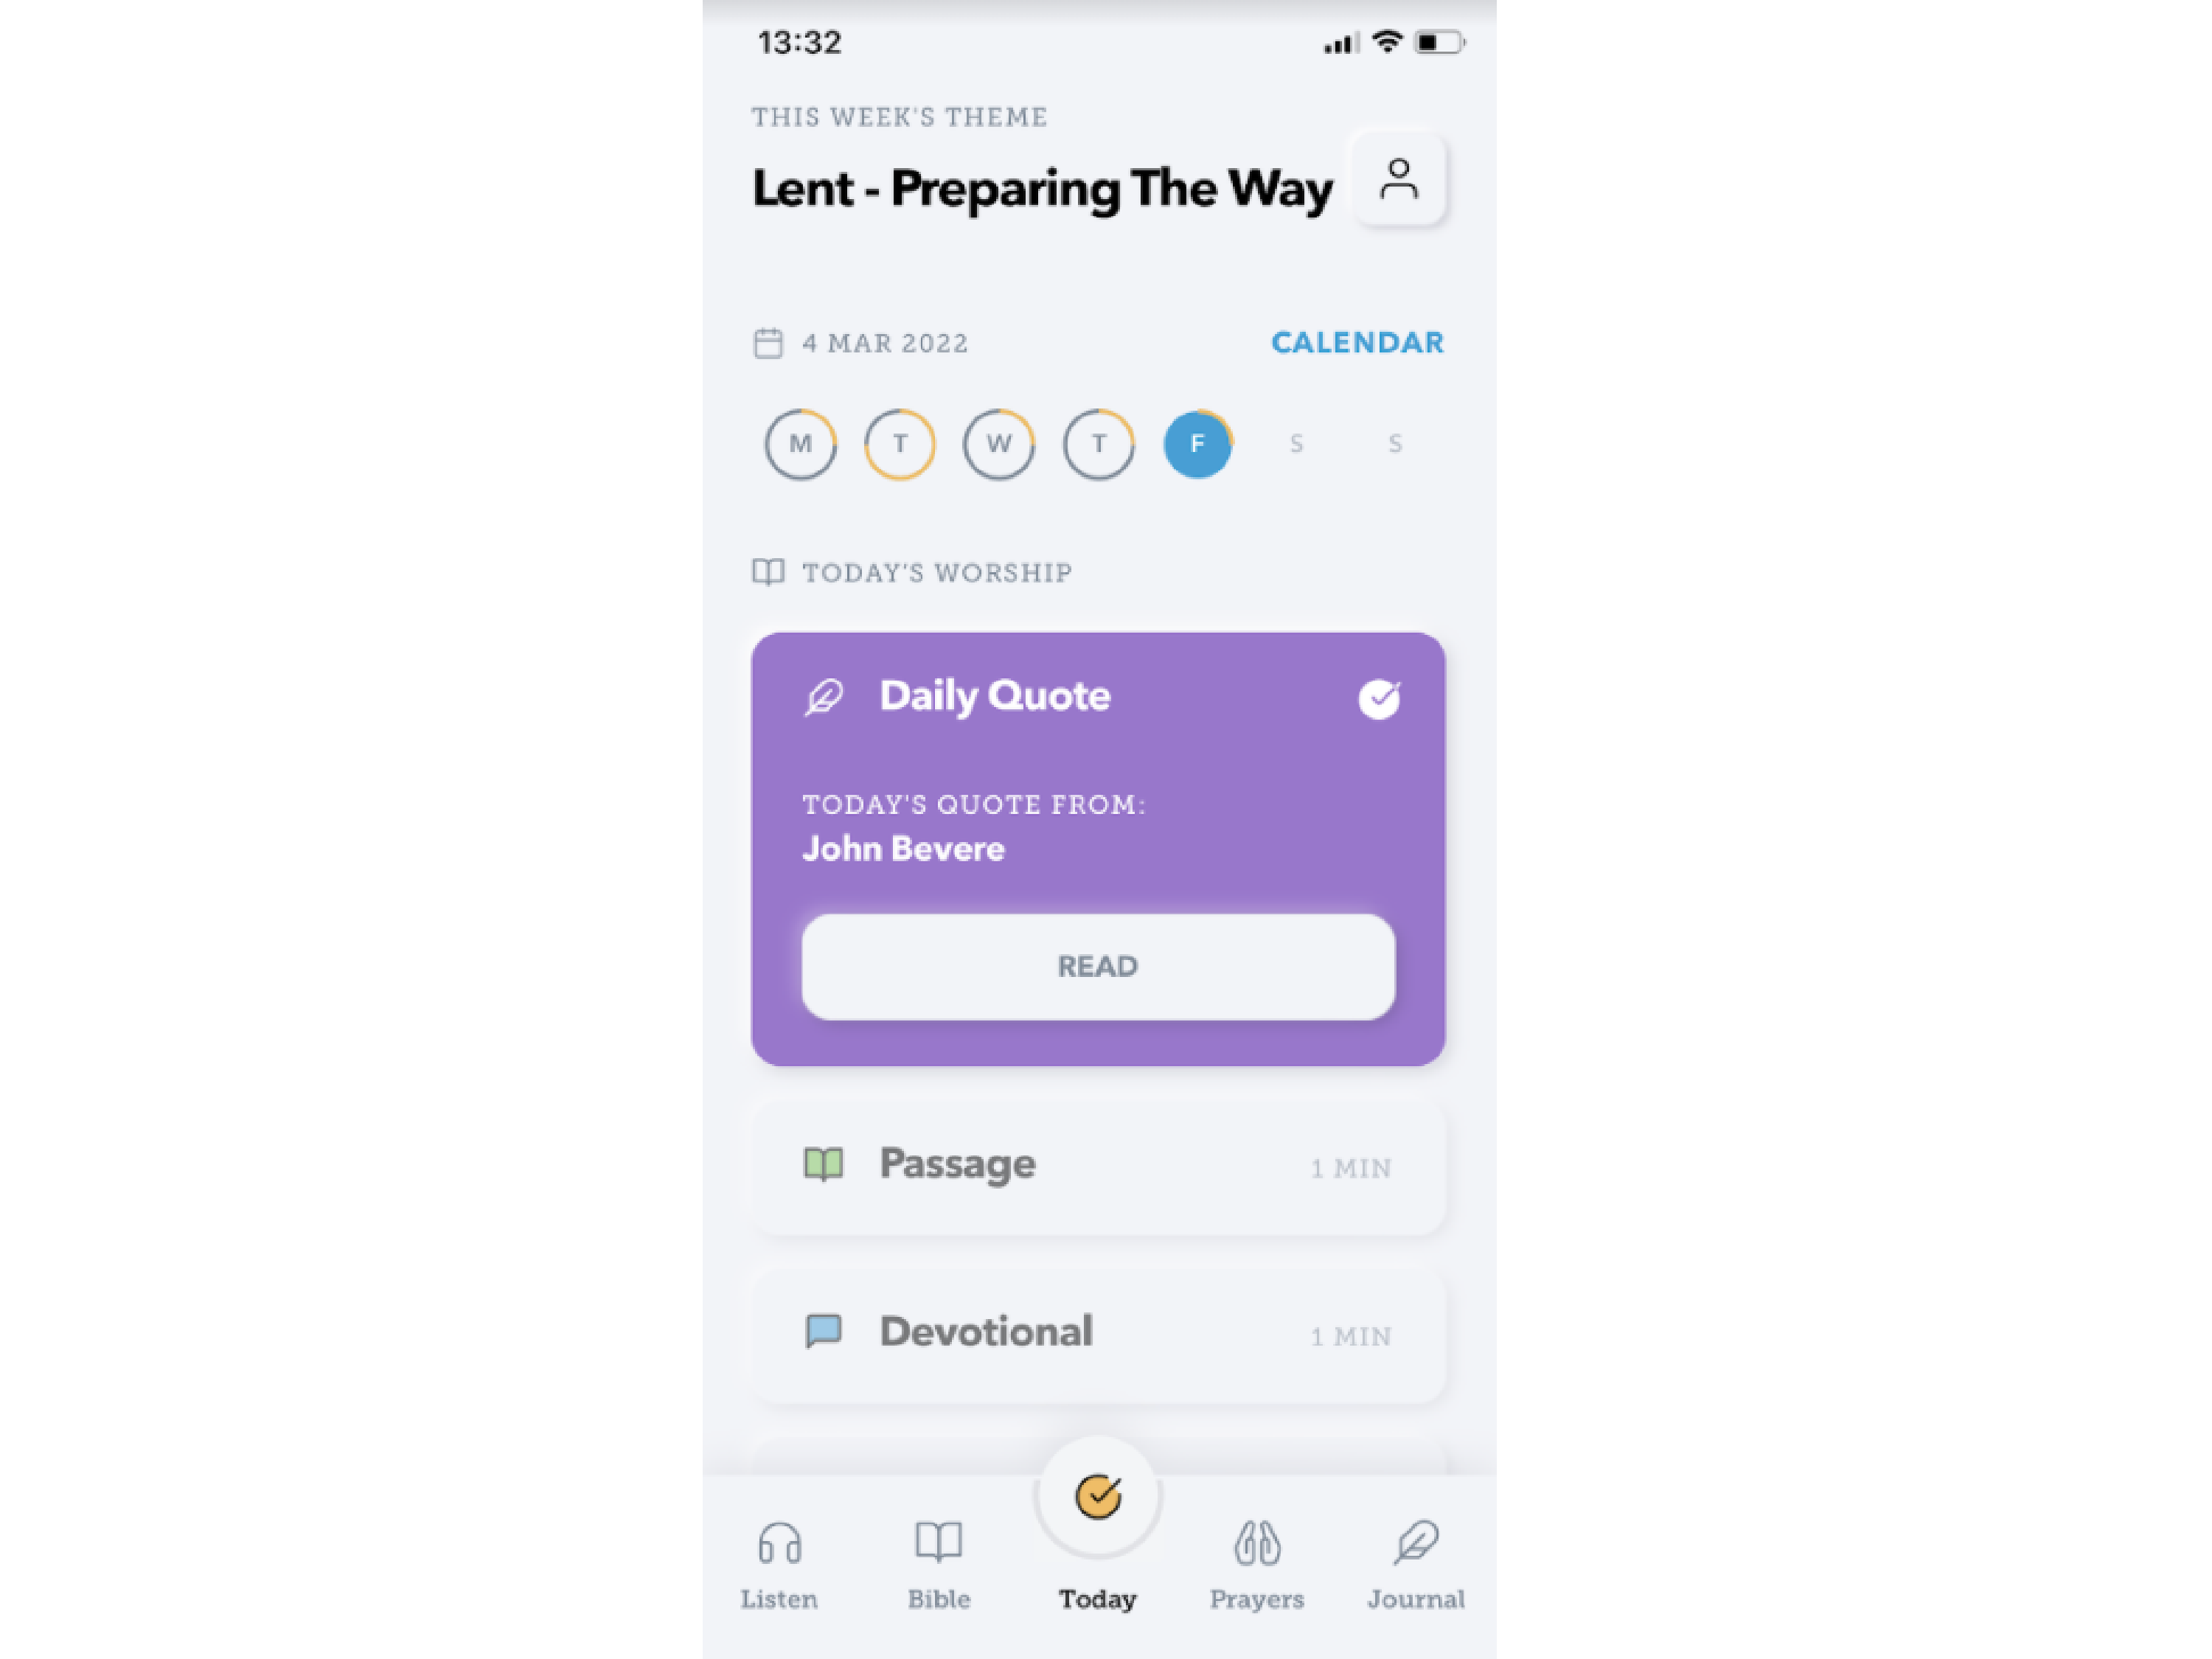 13:32
THIS WEEK'S THEME
Lent - Preparing The Way
4 MAR 2022 CALENDAR
M T W T F S S
TODAY'S WORSHIP
Daily Quote
TODAY'S QUOTE FROM:
John Bevere
READ
Passage 1 MIN
Devotional 1 MIN
Listen Bible Today Prayers Journal